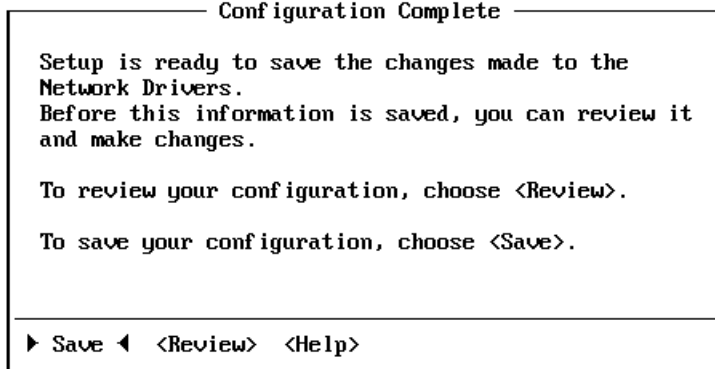 Configuration Complete
Setup is ready to save the changes made to the
Network Drivers.
Before this information is saved, you can review it
and make changes.
To review your configuration, choose <Review>.
To save your configuration, choose <Save>.
Save <Review> <Help>